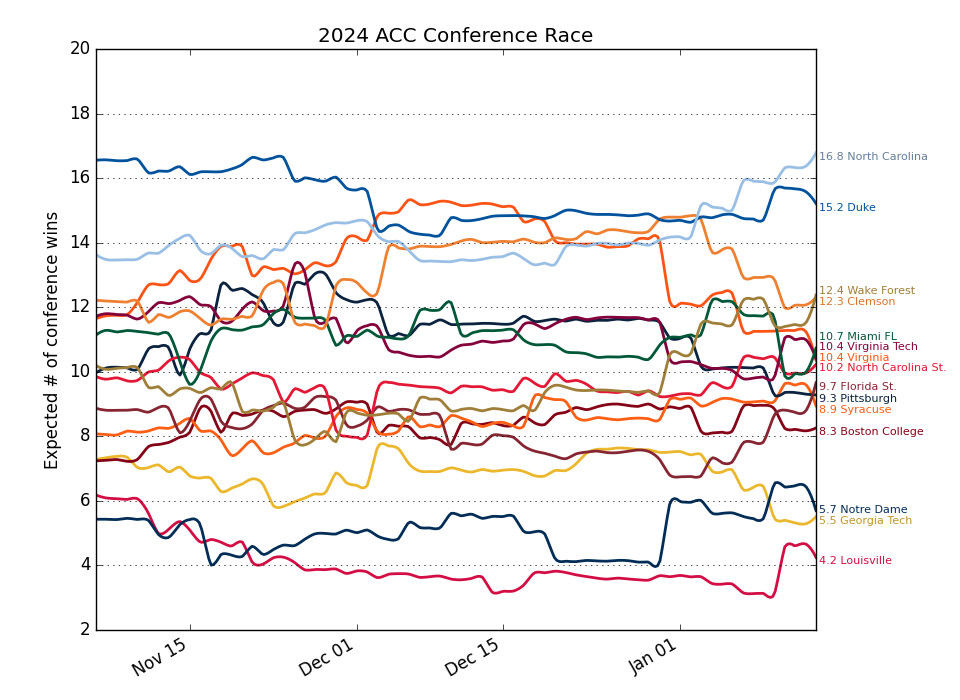 2024 ACC Conference Race
Expected # of conference wins
20
18
16
14
12
10
8
6
4
2
Nov 15
Dec 01
Dec 15
Jan 01
16.8 North Carolina
15.2 Duke
12.4 Wake Forest
12.3 Clemson
10.7 Miami FL
10.4 Virginia Tech
10.4 Virginia
10.2 North Carolina St.
9.7 Florida St.
9.3 Pittsburgh
8.9 Syracuse
8.3 Boston College
5.7 Notre Dame
5.5 Georgia Tech
4.2 Louisville